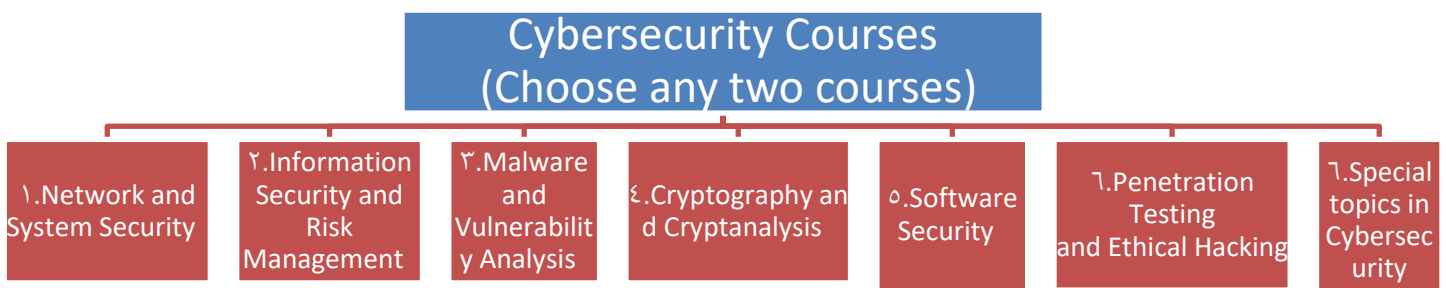 Cybersecurity Courses
(Choose any two courses)
١.Network and
System Security
٢.Information
Security and
Risk
Management
٣.Malware
and
Vulnerabilit
y Analysis
٤.Cryptography an
d Cryptanalysis
٥.Software
Security
٦.Penetration
Testing
and Ethical Hacking
٦.Special
topics in
Cybersec
urity